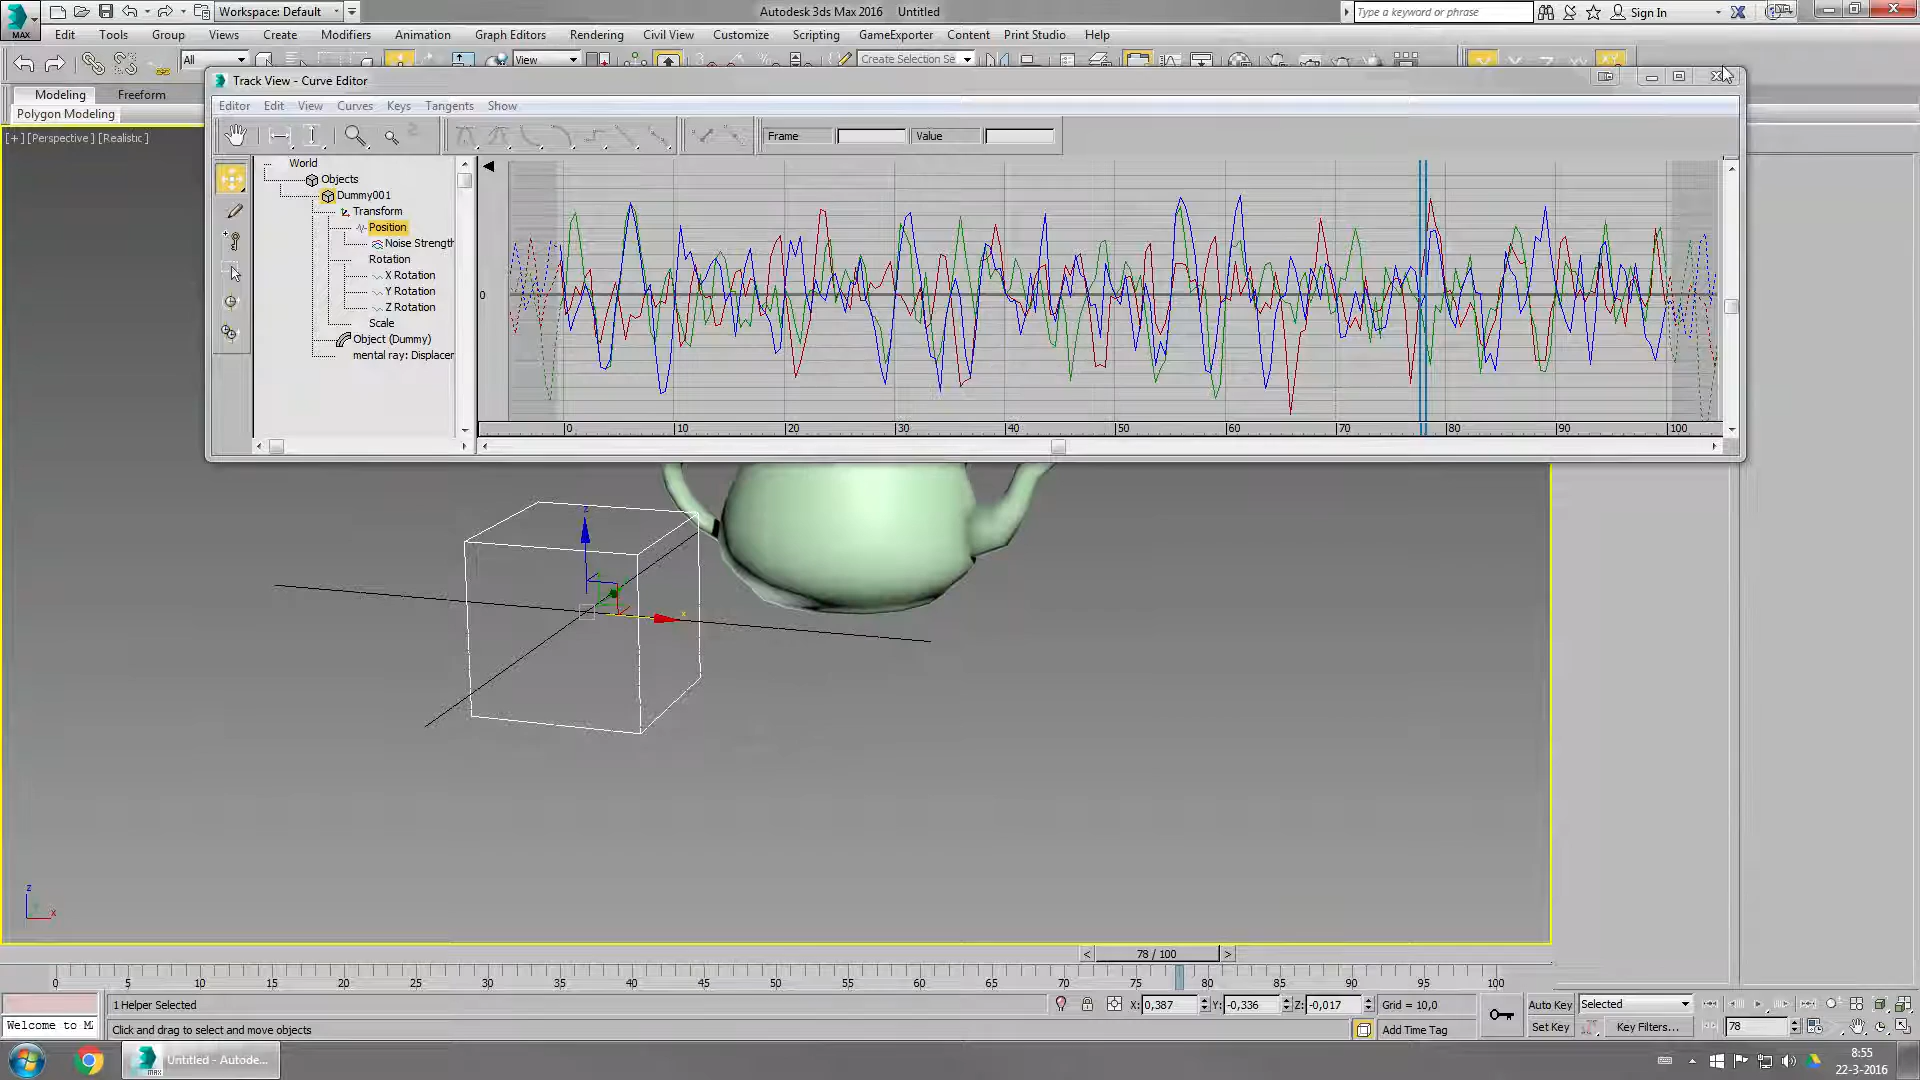 Workspace: Default
Autodesk 3ds Max 2016 Untitled
Type a keyword or phrase
Sign In
MAX
Edit Tools Group Views Create Modifiers Animation Graph Editors Rendering Civil View Customize Scripting GameExporter Content Print Studio Help
All
View
Create Selection Se
Modeling Freeform
Polygon Modeling
[+] [Perspective] [Realistic]
Track View - Curve Editor
Editor Edit View Curves Keys Tangents Show
Frame
Value
World
Objects
Dummy001
Transform
Position
Noise Strength
Rotation
X Rotation
Y Rotation
Z Rotation
Scale
Object (Dummy)
mental ray: Displacer
0
0 10 20 30 40 50 60 70 80 90 100
z
x
z
x
< 78 / 100 >
0 5 10 15 20 25 30 35 40 45 50 55 60 65 70 75 80 85 90 95 100
1 Helper Selected
X: 0,387 Y: -0,336 Z: -0,017 Grid = 10,0
Auto Key Selected
Welcome to M
Click and drag to select and move objects
Add Time Tag
Set Key Key Filters... 78
Untitled - Autode...
8:55
22-3-2016